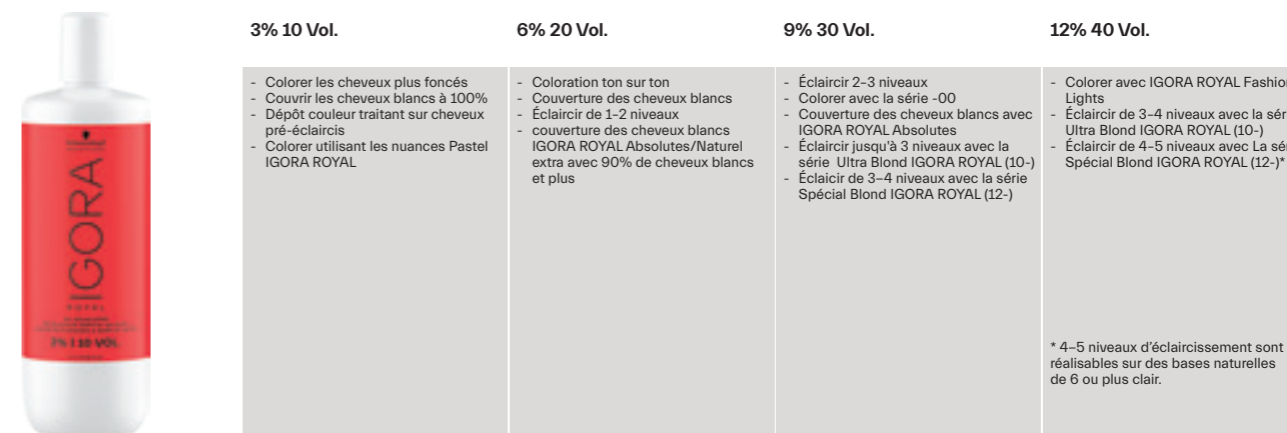 3% 10 Vol.
- Colorer les cheveux plus foncés
- Couvrir les cheveux blancs à 100%
- Dépôt couleur traitant sur cheveux
pré-éclaircis
- Colorer utilisant les nuances Pastel
IGORA ROYAL
6% 20 Vol.
- Coloration ton sur ton
- Couverture des cheveux blancs
- Éclaircir de 1–2 niveaux
- couverture des cheveux blancs
IGORA ROYAL Absolutes/Naturel
extra avec 90% de cheveux blancs
et plus
9% 30 Vol.
- Éclaircir 2–3 niveaux
- Colorer avec la série -00
- Couverture des cheveux blancs avec
IGORA ROYAL Absolutes
- Éclaircir jusqu'à 3 niveaux avec la
série Ultra Blond IGORA ROYAL (10-)
- Éclaicir de 3–4 niveaux avec la série
Spécial Blond IGORA ROYAL (12-)
12% 40 Vol.
- Colorer avec IGORA ROYAL Fashion
Lights
- Éclaircir de 3–4 niveaux avec la sér
Ultra Blond IGORA ROYAL (10-)
- Éclaircir de 4–5 niveaux avec La sé
Spécial Blond IGORA ROYAL (12-)*
* 4–5 niveaux d'éclaircissement sont
réalisables sur des bases naturelles
de 6 ou plus clair.
IGORA
ROYAL
3% | 10 VOL.